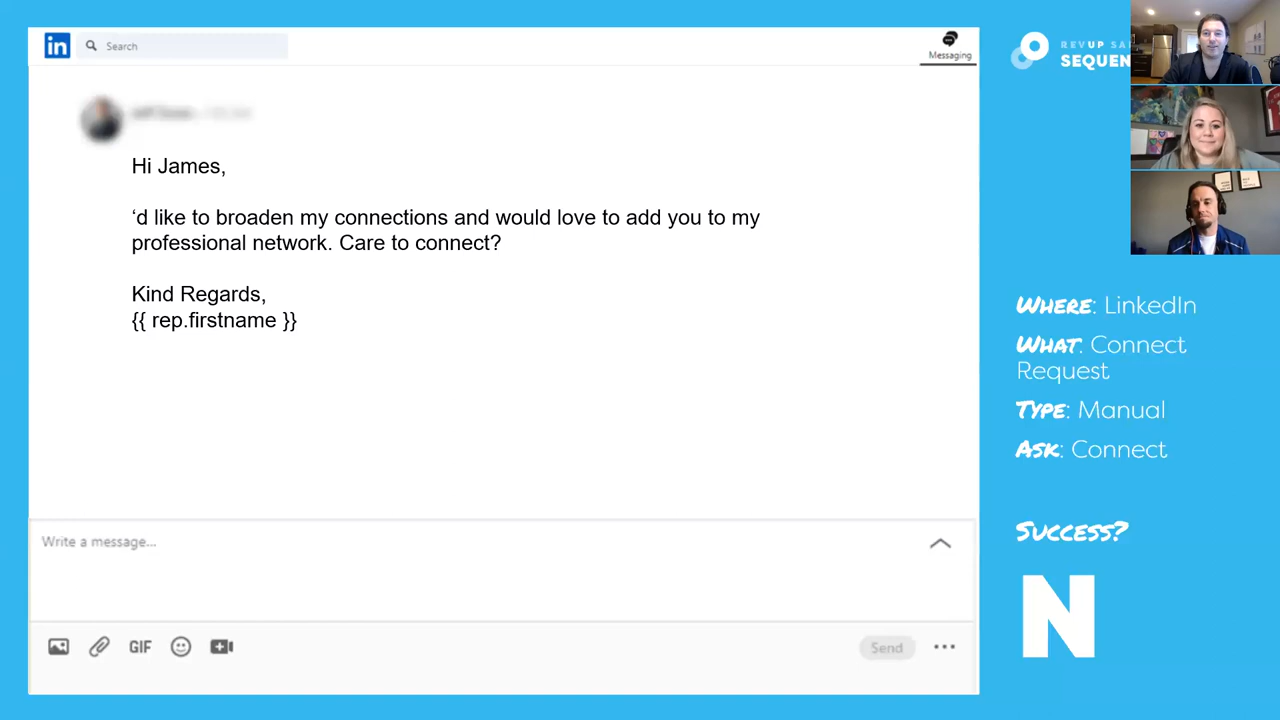 in
Search
Messaging
Hi James,
‘d like to broaden my connections and would love to add you to my
professional network. Care to connect?
Kind Regards,
{{ rep.firstname }}
Write a message...
GIF
Send
REVUP
SEQUEN
WHERE: LinkedIn
WHAT: Connect
Request
TYPE: Manual
ASK: Connect
SUCCESS?
N